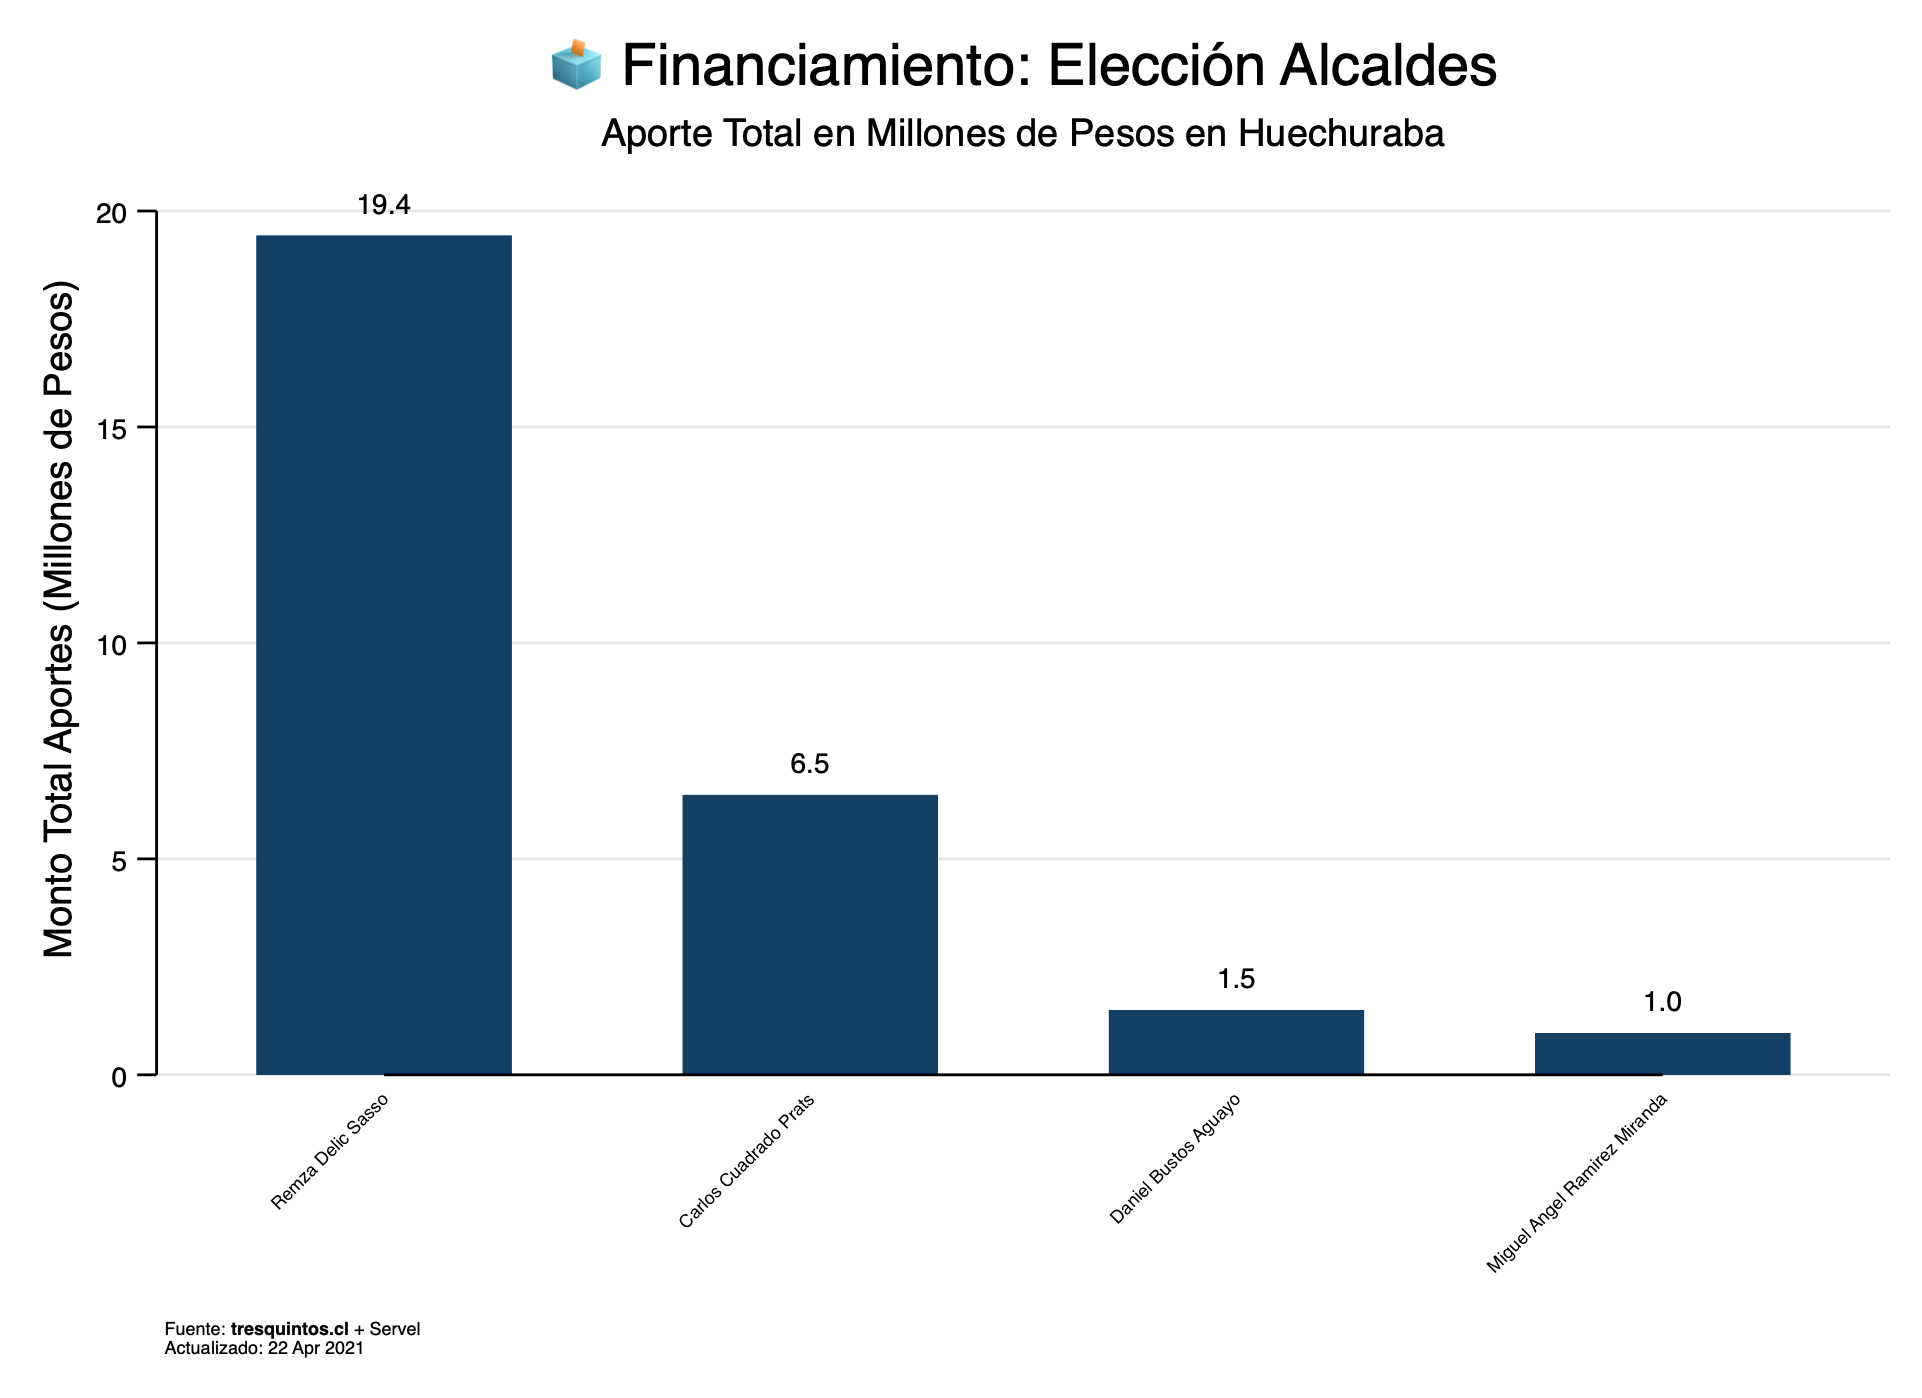 Financiamiento: Elección Alcaldes
Aporte Total en Millones de Pesos en Huechuraba
Monto Total Aportes (Millones de Pesos)
20
15
10
5
0
19.4
6.5
1.5
1.0
Remza Delic Sasso
Carlos Cuadrado Prats
Daniel Bustos Aguayo
Miguel Angel Ramirez Miranda
Fuente: tresquintos.cl + Servel
Actualizado: 22 Apr 2021